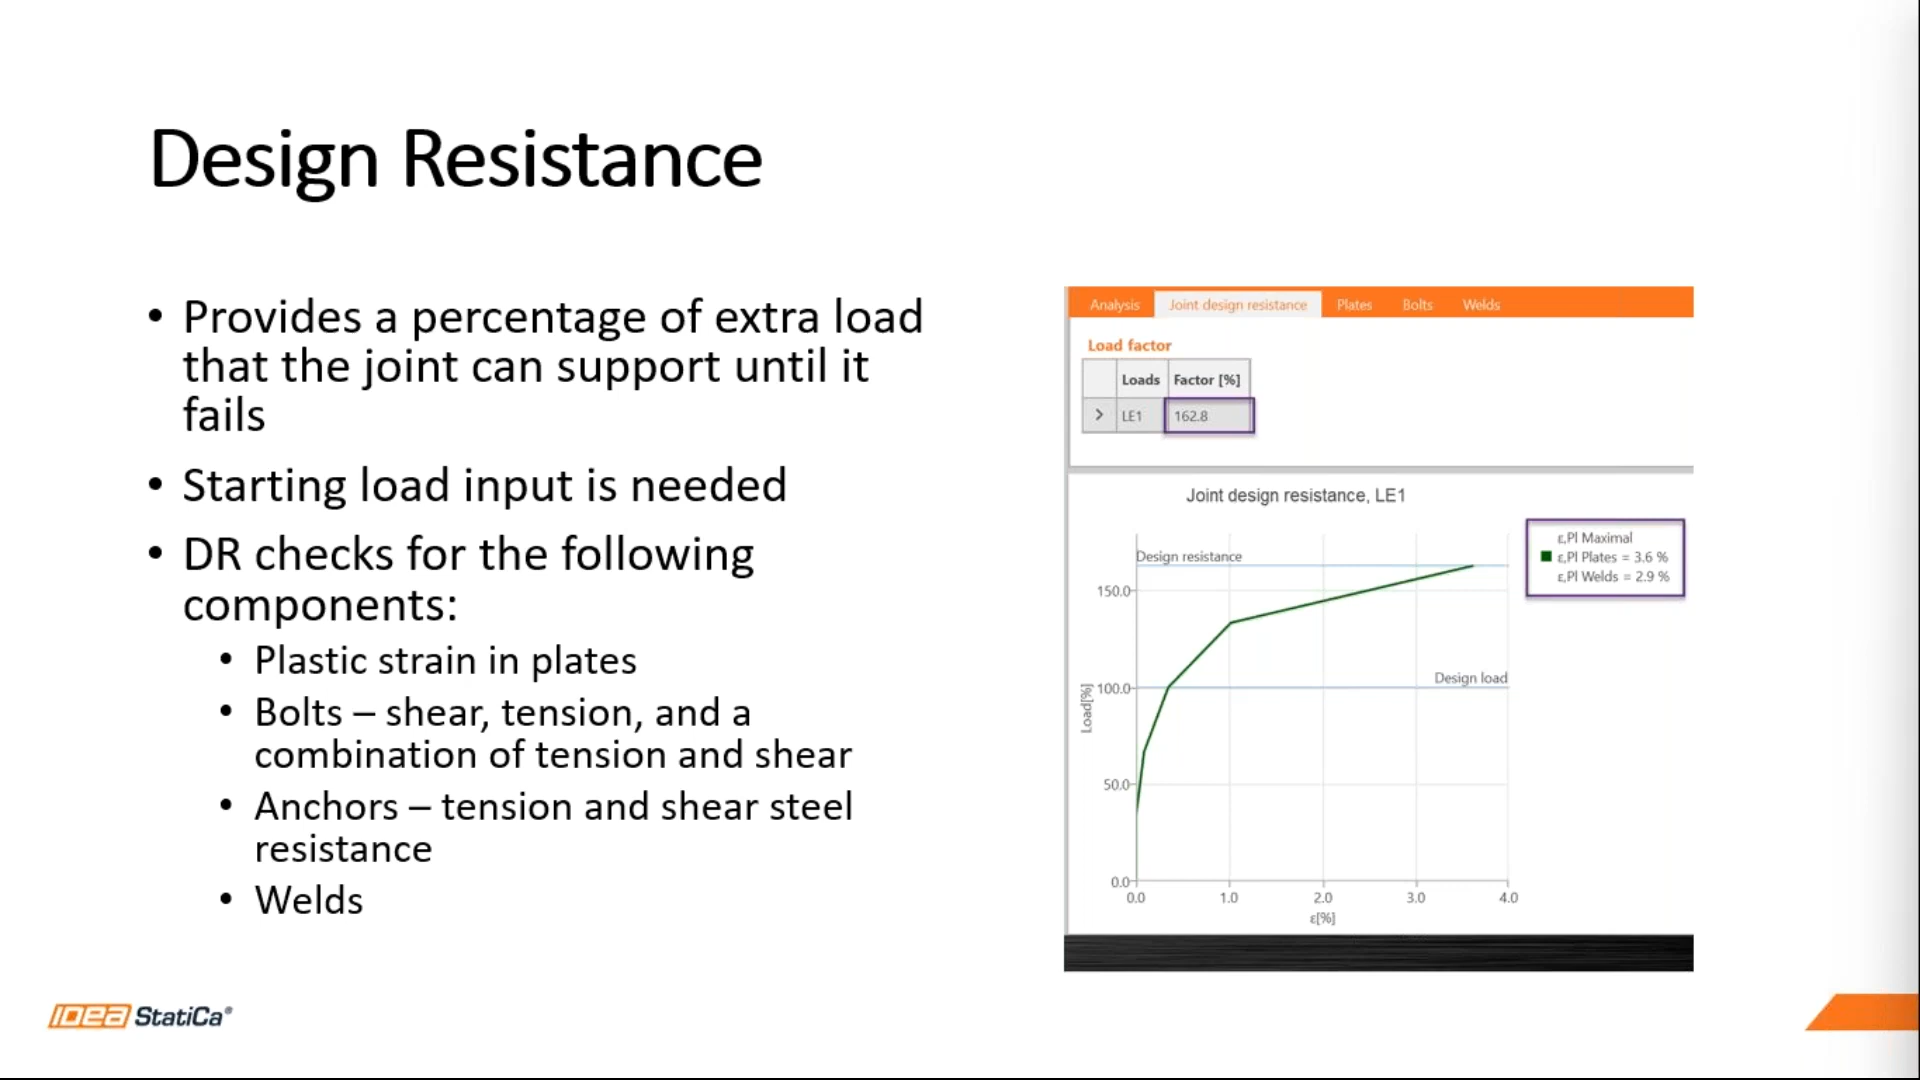 Design Resistance
• Provides a percentage of extra load
that the joint can support until it
fails
• Starting load input is needed
• DR checks for the following
components:
• Plastic strain in plates
• Bolts – shear, tension, and a
combination of tension and shear
• Anchors – tension and shear steel
resistance
• Welds
Analysis Joint design resistance Plates Bolts Welds
Load factor
Loads Factor [%]
> LE1 162.8
Joint design resistance, LE1
Design resistance
Design load
150.0
100.0
50.0
0.0
Load[%]
0.0 1.0 2.0 3.0 4.0
ε[%]
ε,Pl Maximal
ε,Pl Plates = 3.6 %
ε,Pl Welds = 2.9 %
IDEA StatiCa®